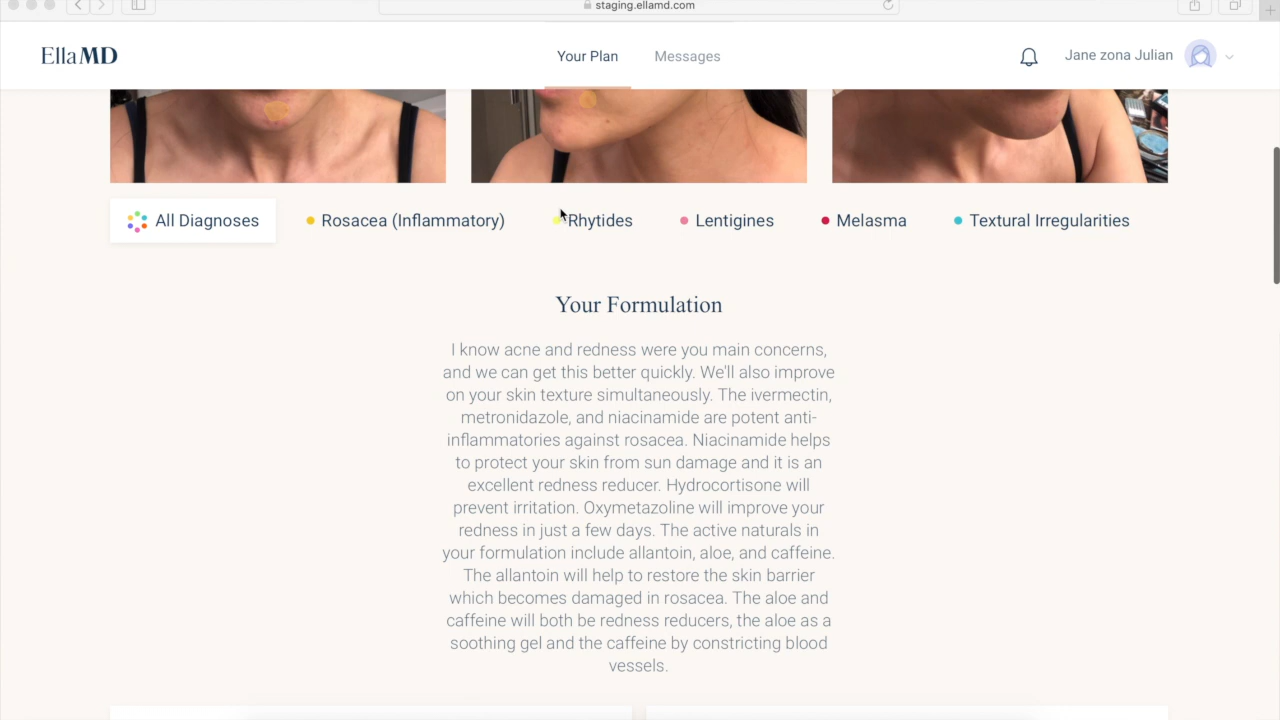 staging.ellamd.com
EllaMD
Your Plan
Messages
Jane zona Julian
All Diagnoses
Rosacea (Inflammatory)
Rhytides
Lentigines
Melasma
Textural Irregularities
Your Formulation
I know acne and redness were you main concerns,
and we can get this better quickly. We'll also improve
on your skin texture simultaneously. The ivermectin,
metronidazole, and niacinamide are potent anti-
inflammatories against rosacea. Niacinamide helps
to protect your skin from sun damage and it is an
excellent redness reducer. Hydrocortisone will
prevent irritation. Oxymetazoline will improve your
redness in just a few days. The active naturals in
your formulation include allantoin, aloe, and caffeine.
The allantoin will help to restore the skin barrier
which becomes damaged in rosacea. The aloe and
caffeine will both be redness reducers, the aloe as a
soothing gel and the caffeine by constricting blood
vessels.